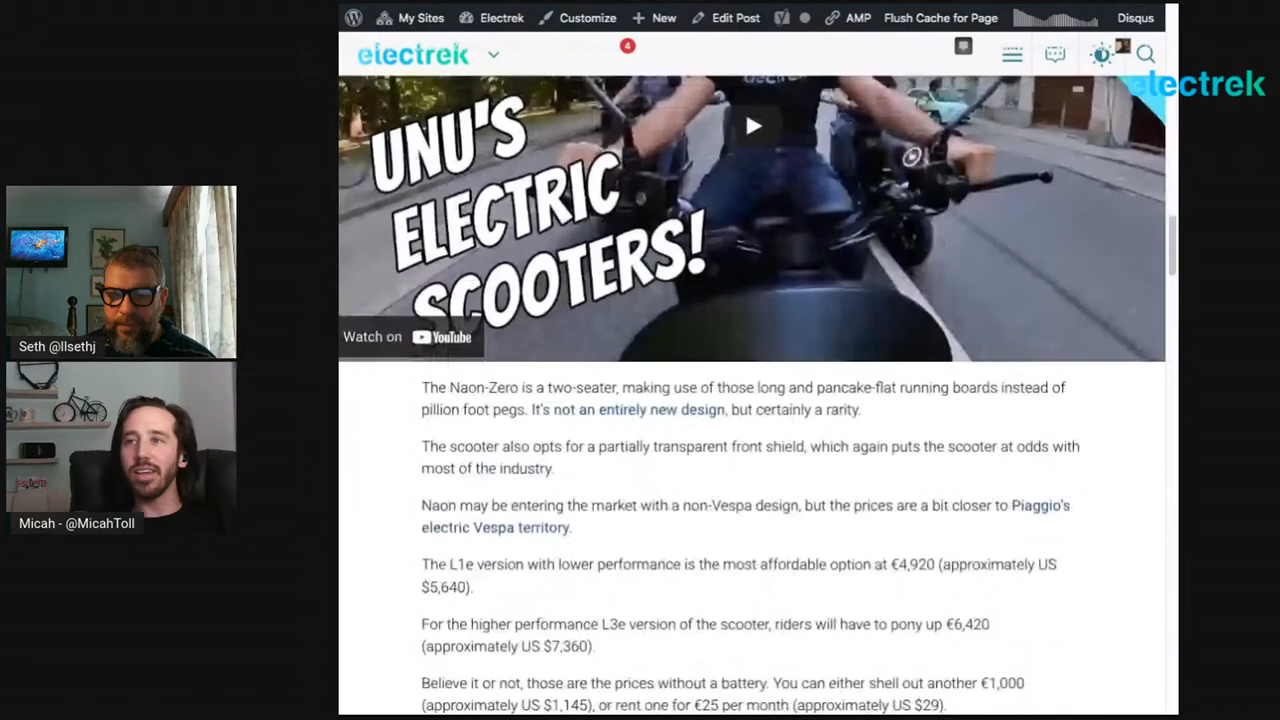 My Sites
Electrek
Customize
New
Edit Post
AMP
Flush Cache for Page
Disqus
electrek
4
electrek
UNU'S
ELECTRIC
SCOOTERS!
Watch on YouTube
Seth @llsethj
Micah - @MicahToll
The Naon-Zero is a two-seater, making use of those long and pancake-flat running boards instead of
pillion foot pegs. It's not an entirely new design, but certainly a rarity.
The scooter also opts for a partially transparent front shield, which again puts the scooter at odds with
most of the industry.
Naon may be entering the market with a non-Vespa design, but the prices are a bit closer to Piaggio's
electric Vespa territory.
The L1e version with lower performance is the most affordable option at €4,920 (approximately US
$5,640).
For the higher performance L3e version of the scooter, riders will have to pony up €6,420
(approximately US $7,360).
Believe it or not, those are the prices without a battery. You can either shell out another €1,000
(approximately US $1,145), or rent one for €25 per month (approximately US $29).